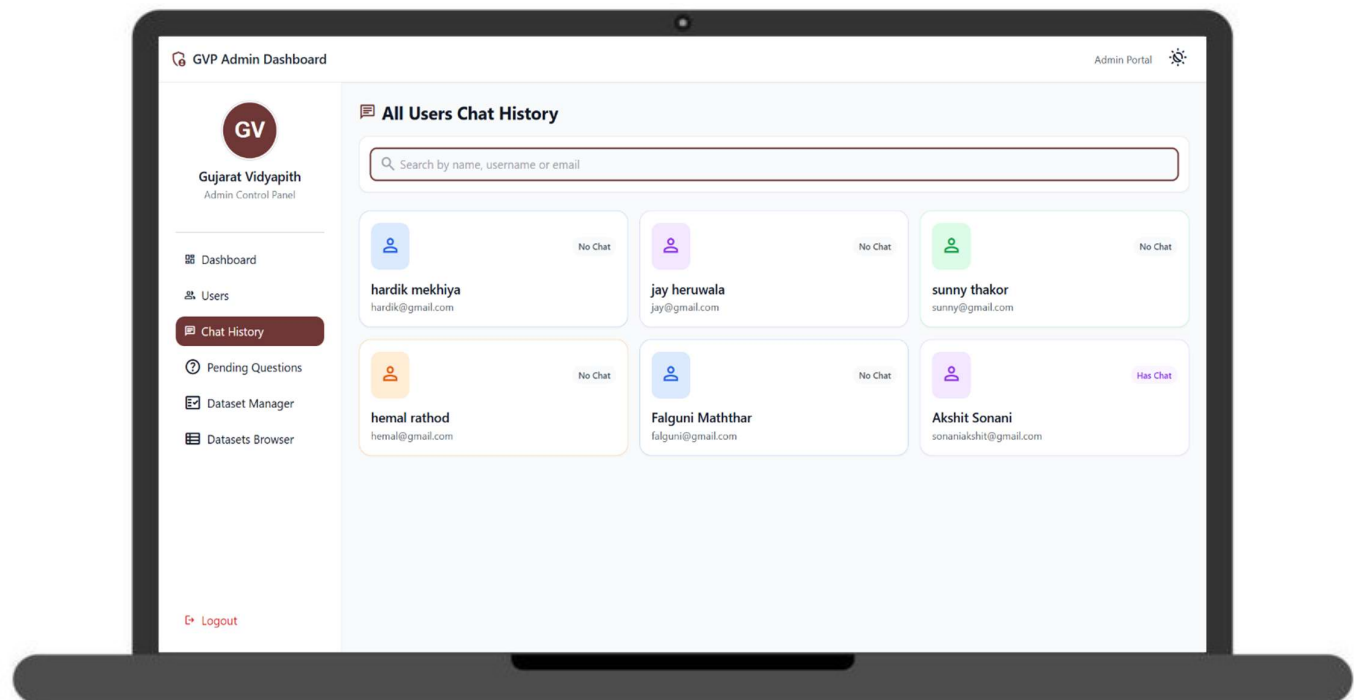 GVP Admin Dashboard
Admin Portal
GV
Gujarat Vidyapith
Admin Control Panel
Dashboard
Users
Chat History
Pending Questions
Dataset Manager
Datasets Browser
Logout
All Users Chat History
Search by name, username or email
No Chat
hardik mekhiya
hardik@gmail.com
No Chat
jay heruwala
jay@gmail.com
No Chat
sunny thakor
sunny@gmail.com
No Chat
hemal rathod
hemal@gmail.com
No Chat
Falguni Maththar
falguni@gmail.com
Has Chat
Akshit Sonani
sonaniakshit@gmail.com